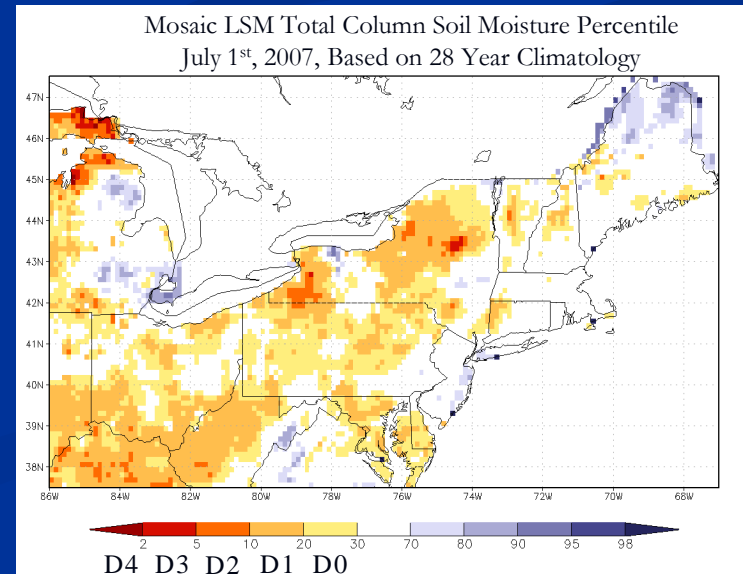 Mosaic LSM Total Column Soil Moisture Percentile
July 1st, 2007, Based on 28 Year Climatology
47N
46N
45N
44N
43N
42N
41N
40N
39N
38N
86W 84W 82W 80W 78W 76W 74W 72W 70W 68W
2 5 10 20 30 70 80 90 95 98
D4 D3 D2 D1 D0